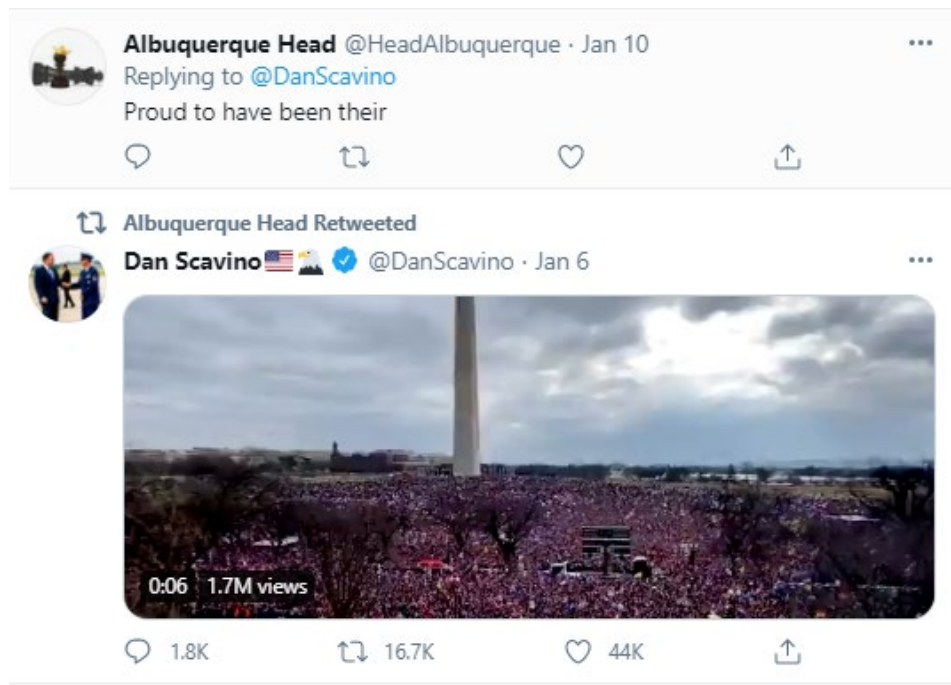 Albuquerque Head @HeadAlbuquerque · Jan 10
Replying to @DanScavino
Proud to have been their
Albuquerque Head Retweeted
Dan Scavino🇺🇸🦅 @DanScavino · Jan 6
0:06 1.7M views
1.8K 16.7K 44K